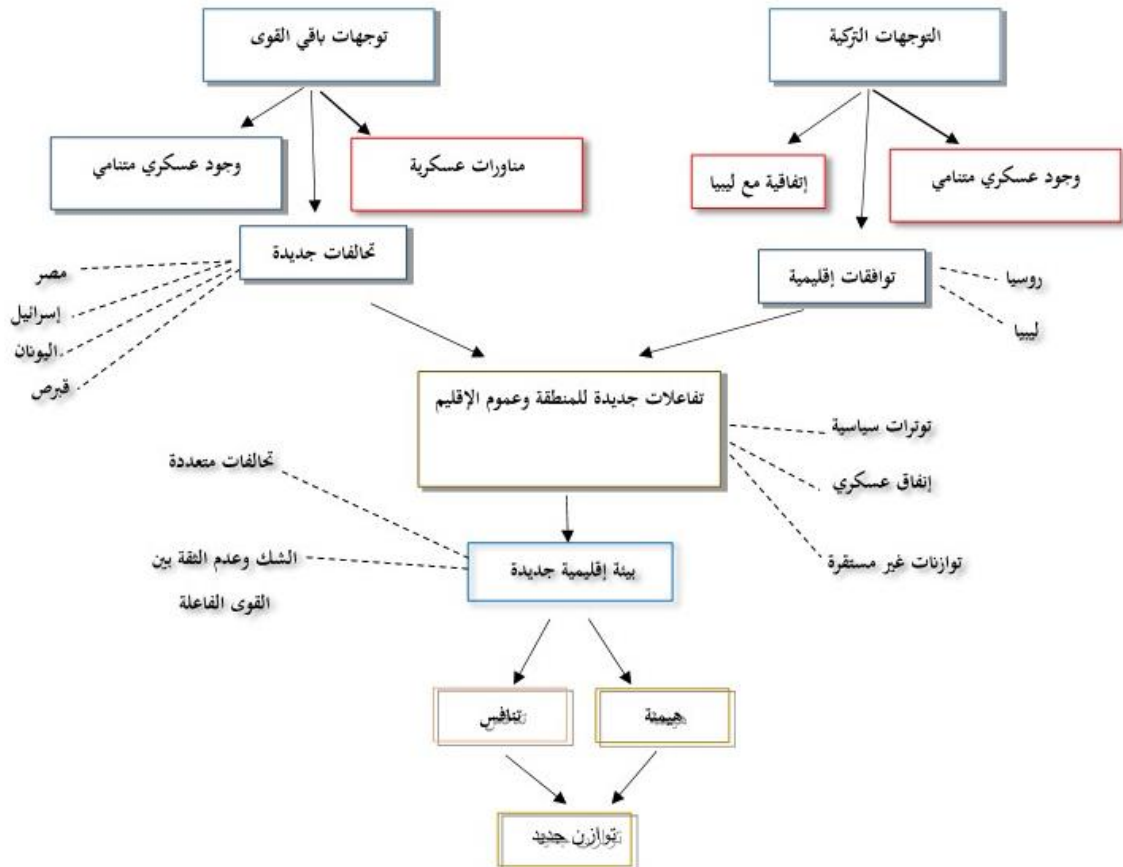 التوجهات التركية
توجهات باقي القوى
وجود عسكري متنامي
إتفاقية مع ليبيا
مناورات عسكرية
وجود عسكري متنامي
توافقات إقليمية
روسيا
ليبيا
تحالفات جديدة
مصر
إسرائيل
اليونان
قبرص
تفاعلات جديدة للمنطقة وعموم الإقليم
توترات سياسية
إنفاق عسكري
توازنات غير مستقرة
تحالفات متعددة
بيئة إقليمية جديدة
الشك وعدم الثقة بين
القوى الفاعلة
هيمنة
تنافس
توازن جديد